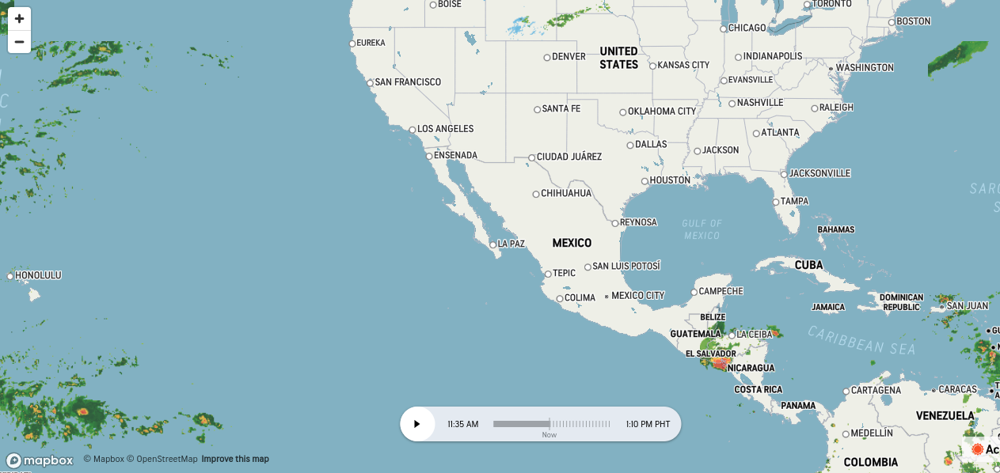 +
−
BOISE
TORONTO
BOSTON
CHICAGO
EUREKA
UNITED
STATES
DENVER
INDIANAPOLIS
KANSAS CITY
WASHINGTON
SAN FRANCISCO
EVANSVILLE
C
NASHVILLE
SANTA FE
OKLAHOMA CITY
RALEIGH
LOS ANGELES
ATLANTA
DALLAS
JACKSON
ENSENADA
CIUDAD JUÁREZ
JACKSONVILLE
HOUSTON
SAR
S
CHIHUAHUA
TAMPA
REYNOSA
GULF OF
MEXICO
BAHAMAS
MEXICO
LA PAZ
CUBA
SAN LUIS POTOSÍ
TEPIC
HONOLULU
MEXICO CITY
CAMPECHE
COLIMA
DOMINICAN
REPUBLIC
JAMAICA
SAN JUAN
BELIZE
GUATEMALA
LA CEIBA
CARIBBEAN SEA
GU
EL SALVADOR
NICARAGUA
COSTA RICA
CARTAGENA
CARACAS
PANAMA
VENEZUELA
11:35 AM
1:10 PM PHT
Now
MEDELLÍN
Ac
COLOMBIA
mapbox
© Mapbox © OpenStreetMap Improve this map